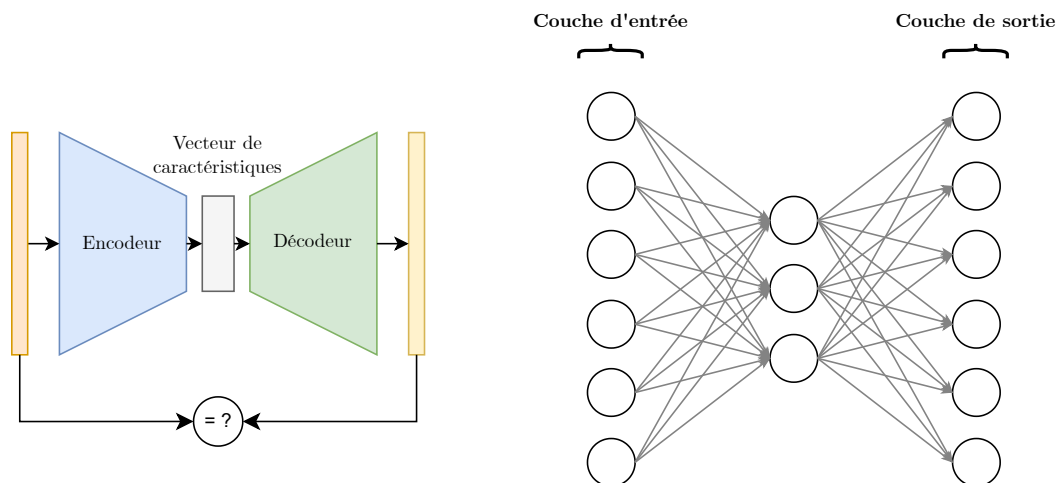 Couche d'entrée
Couche de sortie
Vecteur de
caractéristiques
Encodeur
Décodeur
= ?